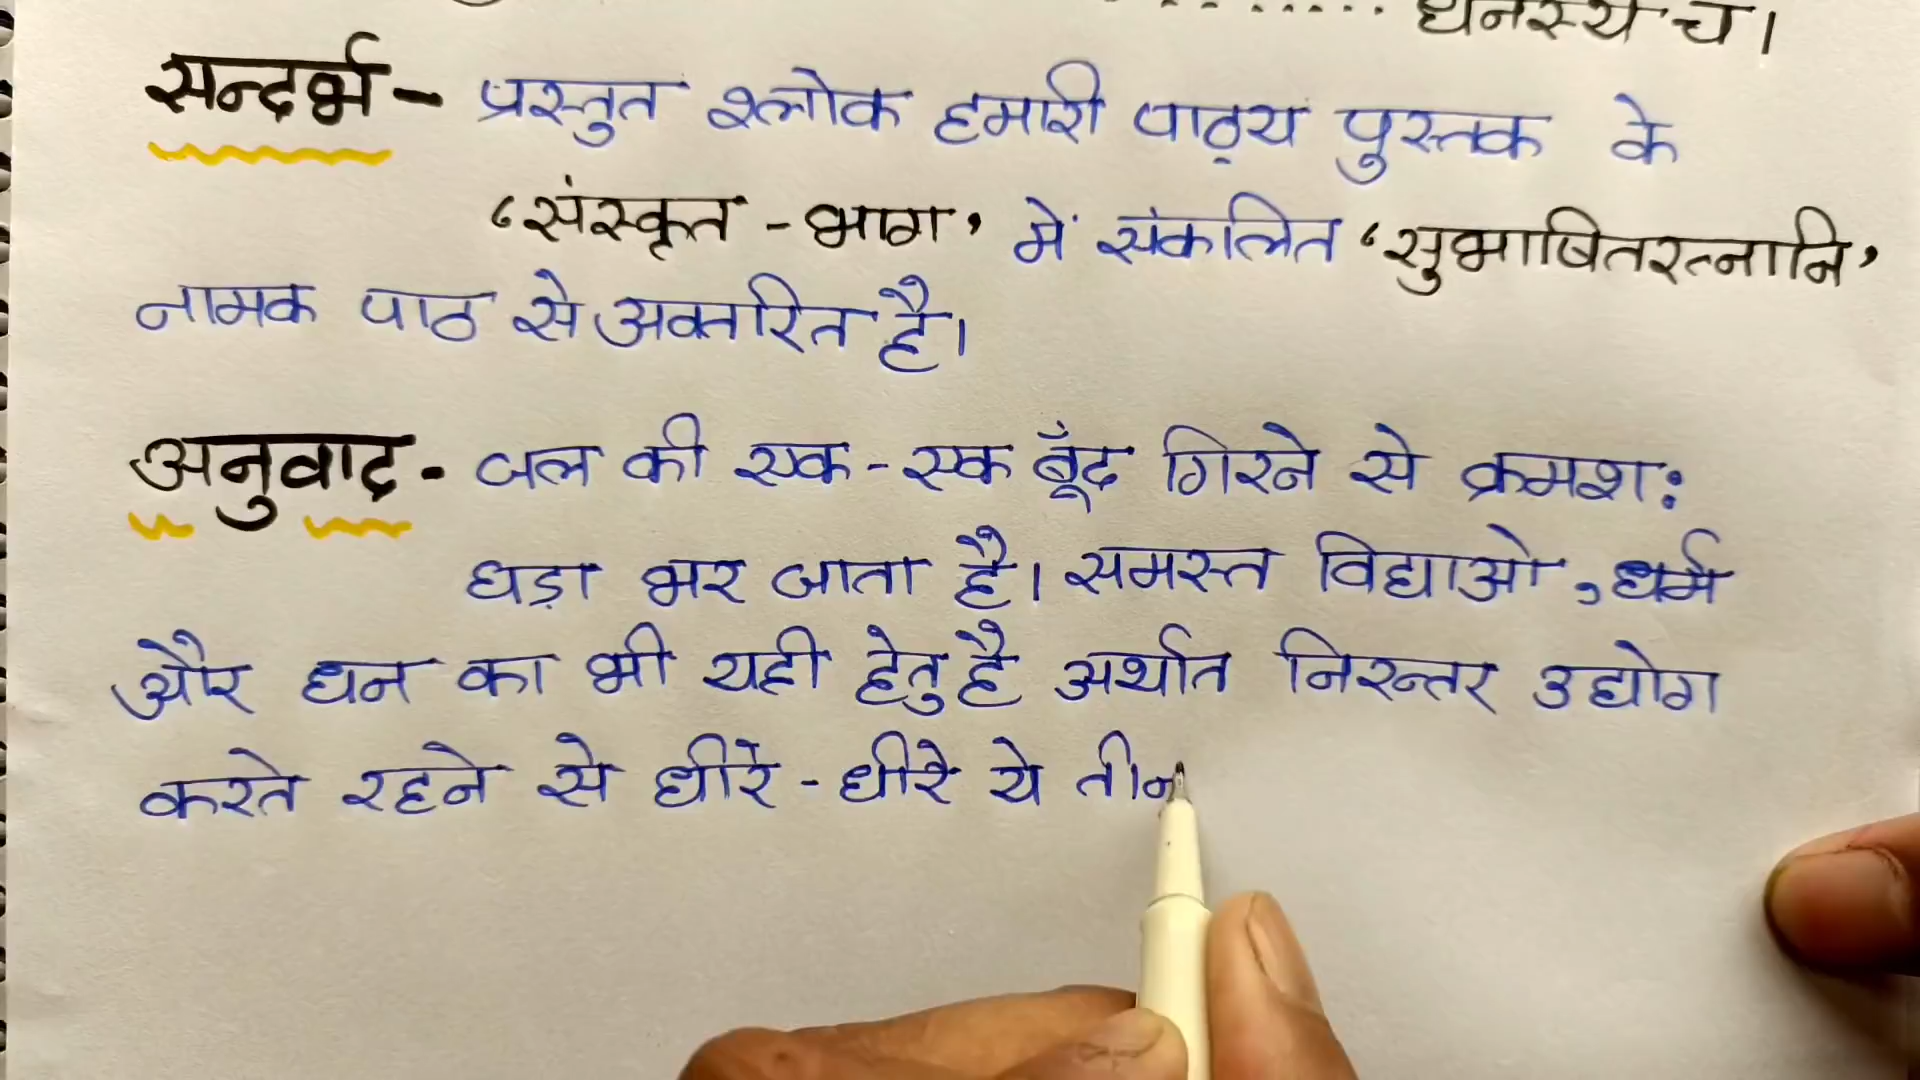 ............ धनस्य च।
सन्दर्भ - प्रस्तुत श्लोक हमारी पाठ्य पुस्तक के
'संस्कृत - भाग' में संकलित 'सुभाषितरत्नानि'
नामक पाठ से अवतरित है।
अनुवाद - जल की एक - एक बूँद गिरने से क्रमश:
घड़ा भर जाता है। समस्त विद्याओ, धर्म
और धन का भी यही हेतु है अर्थात निरन्तर उद्योग
करते रहने से धीरे - धीरे ये तीन